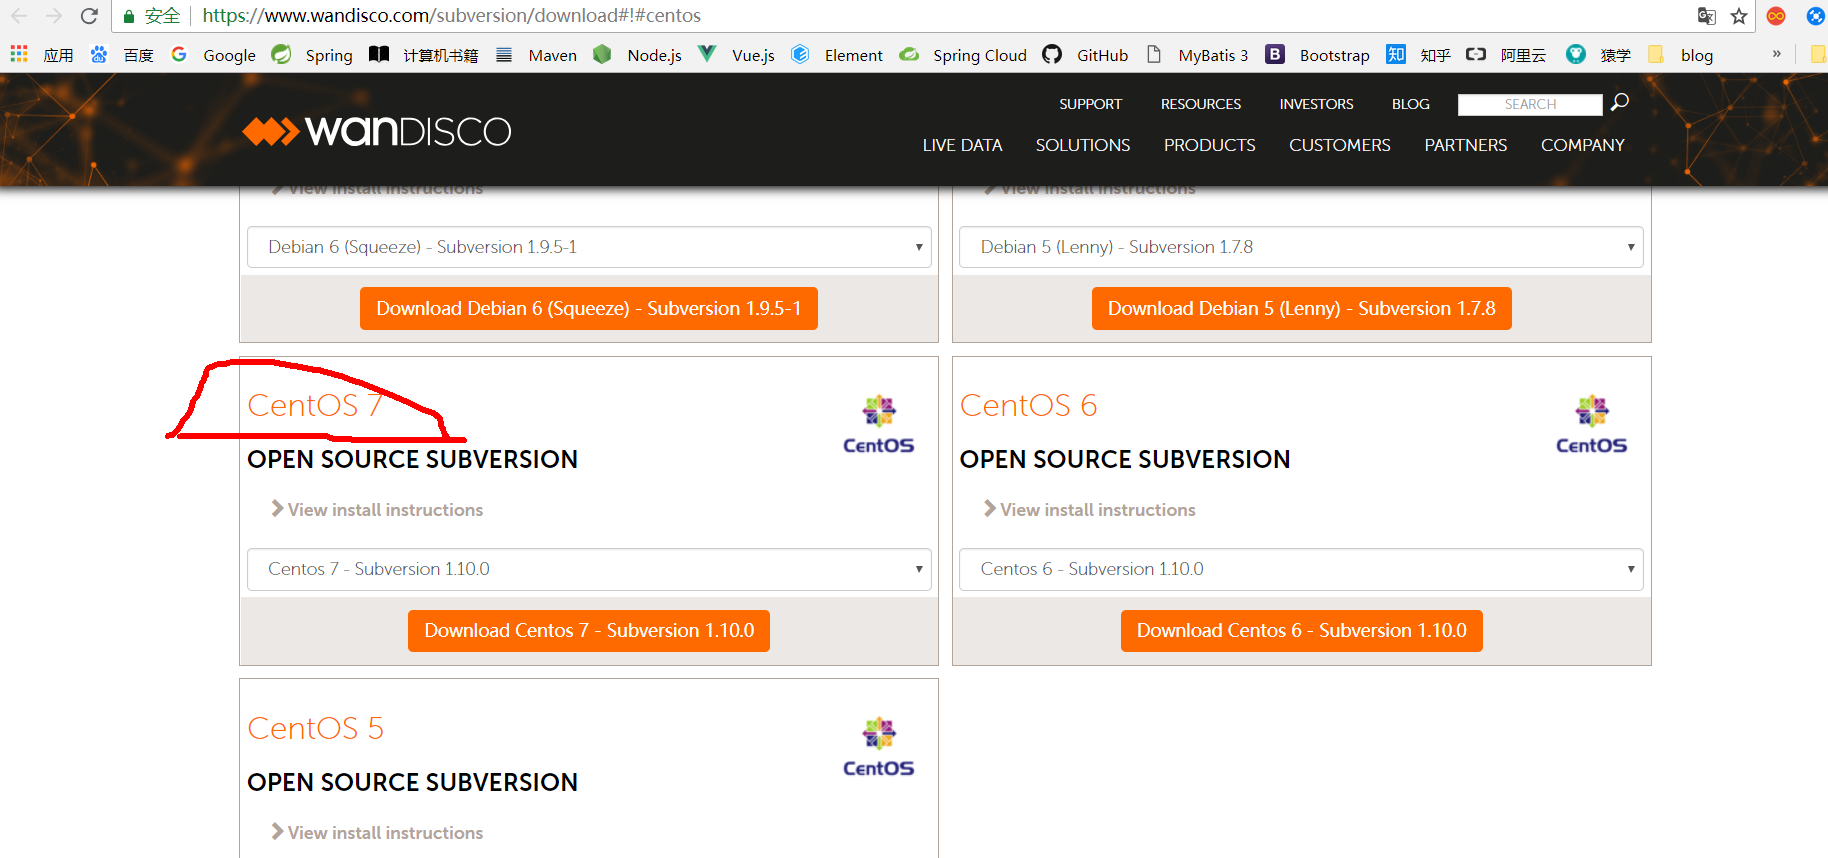 安全 https://www.wandisco.com/subversion/download#!#centos
应用 百度 Google Spring 计算机书籍 Maven Node.js Vue.js Element Spring Cloud GitHub MyBatis 3 Bootstrap 知乎 阿里云 猿学 blog »
SUPPORT RESOURCES INVESTORS BLOG SEARCH
wanDISCO
LIVE DATA SOLUTIONS PRODUCTS CUSTOMERS PARTNERS COMPANY
View install instructions View install instructions
Debian 6 (Squeeze) - Subversion 1.9.5-1 Debian 5 (Lenny) - Subversion 1.7.8
Download Debian 6 (Squeeze) - Subversion 1.9.5-1 Download Debian 5 (Lenny) - Subversion 1.7.8
CentOS 7 CentOS 6
CentOS CentOS
OPEN SOURCE SUBVERSION OPEN SOURCE SUBVERSION
View install instructions View install instructions
Centos 7 - Subversion 1.10.0 Centos 6 - Subversion 1.10.0
Download Centos 7 - Subversion 1.10.0 Download Centos 6 - Subversion 1.10.0
CentOS 5
CentOS
OPEN SOURCE SUBVERSION
View install instructions